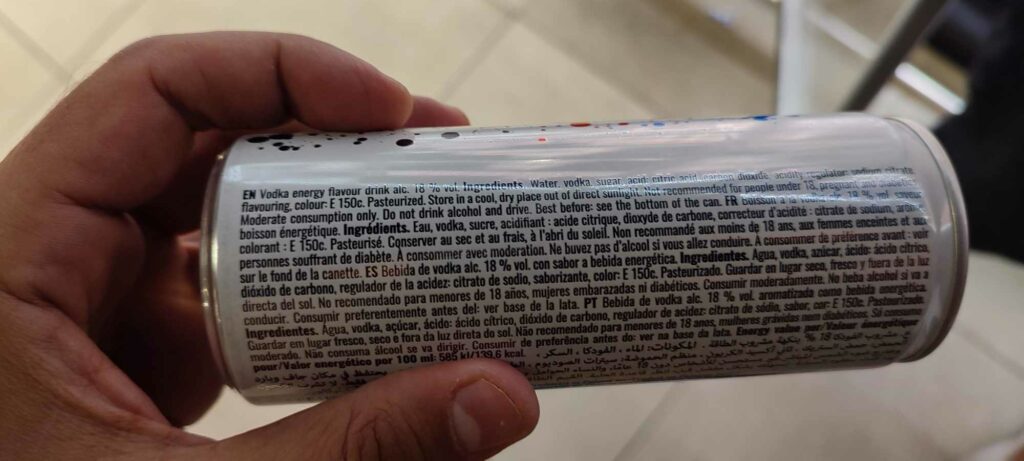 EN Vodka energy flavour drink alc. 18 % vol. Ingredients. Water, vodka, sugar, acid: citric acid, carbon dioxide, acidity regulator: sodium citrate,
flavouring, colour: E 150c. Pasteurized. Store in a cool, dry place out of direct sunlight. Not recommended for people under 18, pregnant and
Moderate consumption only. Do not drink alcohol and drive. Best before: see the bottom of the can. FR Boisson à la vodka alc. 18 % vol. saveur
boisson énergétique. Ingrédients. Eau, vodka, sucre, acidifiant : acide citrique, dioxyde de carbone, correcteur d'acidité : citrate de sodium, arôme,
colorant : E 150c. Pasteurisé. Conserver au sec et au frais, à l'abri du soleil. Non recommandé aux moins de 18 ans, aux femmes enceintes et aux
personnes souffrant de diabète. À consommer avec moderation. Ne buvez pas d'alcool si vous allez conduire. À consommer de préférence avant : voir
sur le fond de la canette. ES Bebida de vodka alc. 18 % vol. con sabor a bebida energética. Ingredientes. Agua, vodka, azúcar, ácido: ácido cítrico,
dióxido de carbono, regulador de la acidez: citrato de sodio, saborizante, color: E 150c. Pasteurizado. Guardar en lugar seco, fresco y fuera de la luz
directa del sol. No recomendado para menores de 18 años, mujeres embarazadas ni diabéticos. Consumir moderadamente. No beba alcohol si va a
conducir. Consumir preferentemente antes del: ver base de la lata. PT Bebida de vodka alc. 18 % vol. aromatizada com bebida energética.
Ingredientes. Água, vodka, açúcar, ácido: ácido cítrico, dióxido de carbono, regulador de acidez: citrato de sódio, sabor, cor: E 150c. Pasteurizado.
Guardar em lugar fresco, seco e fora da luz direta do sol. Não recomendado para menores de 18 anos, mulheres grávidas nem diabéticos. Só consumo
moderado. Não consuma álcool se va dirigir. Consumir de preferência antes do: ver na base da lata. Energy value per/Valeur énergétique
pour/Valor energético por 100 ml: 585 kJ/139,6 kcal.